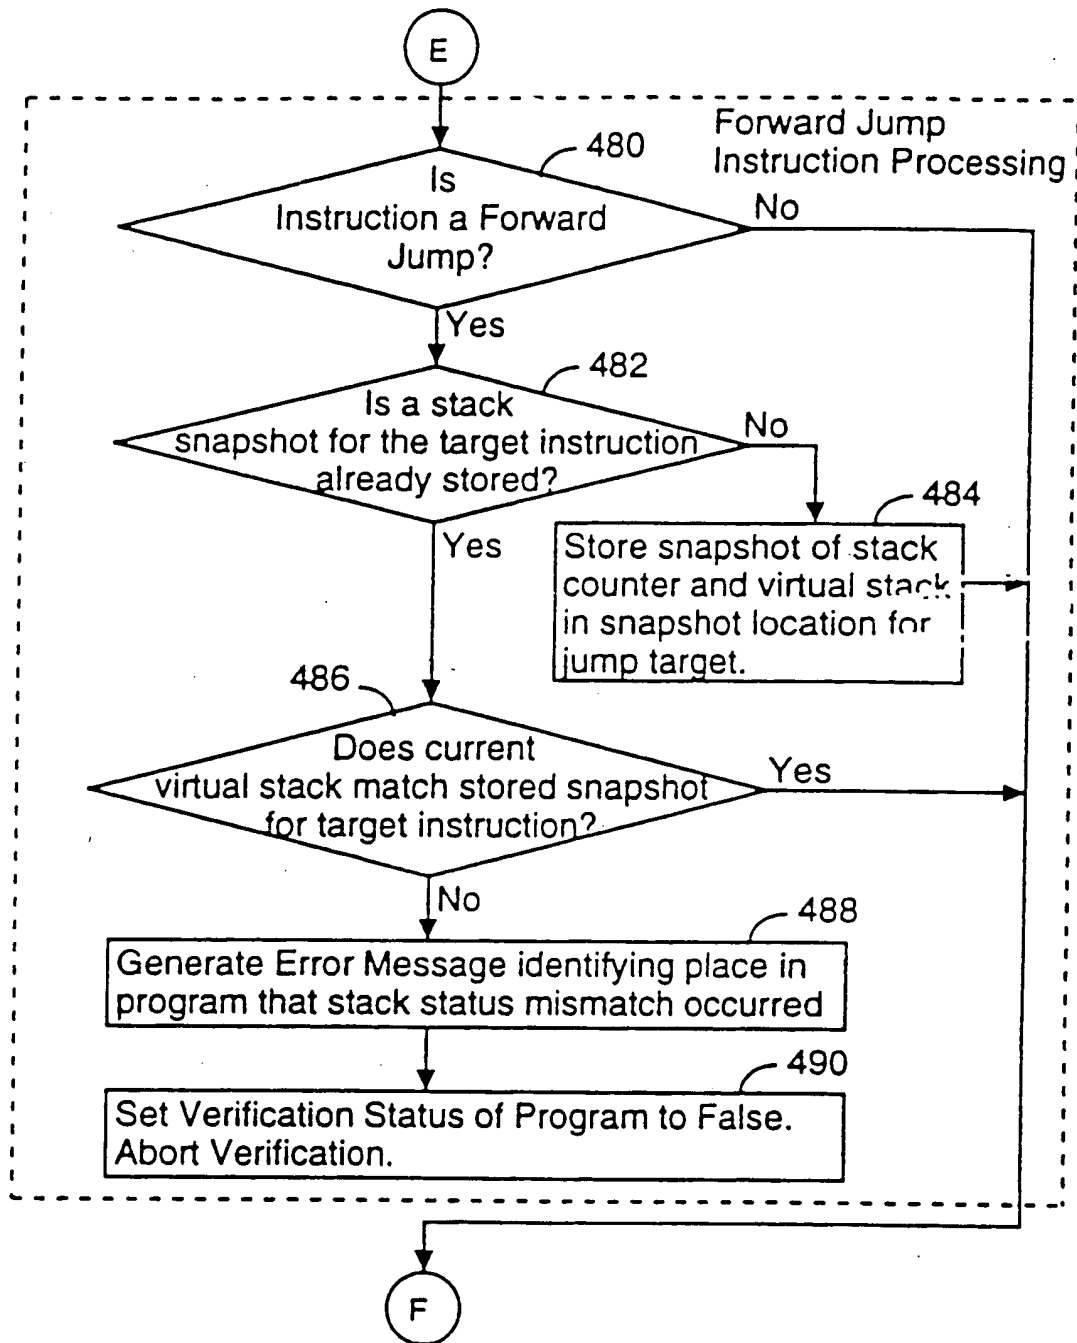 E
Forward Jump
Instruction Processing
480
Is
Instruction a Forward
Jump?
No
Yes
482
Is a stack
snapshot for the target instruction
already stored?
No
Yes
484
Store snapshot of stack
counter and virtual stack
in snapshot location for
jump target.
486
Does current
virtual stack match stored snapshot
for target instruction?
Yes
No
488
Generate Error Message identifying place in
program that stack status mismatch occurred
490
Set Verification Status of Program to False.
Abort Verification.
F